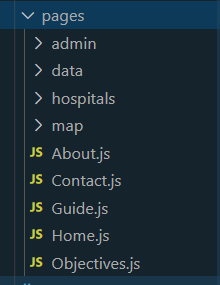 pages
admin
data
hospitals
map
JS About.js
JS Contact.js
JS Guide.js
JS Home.js
JS Objectives.js